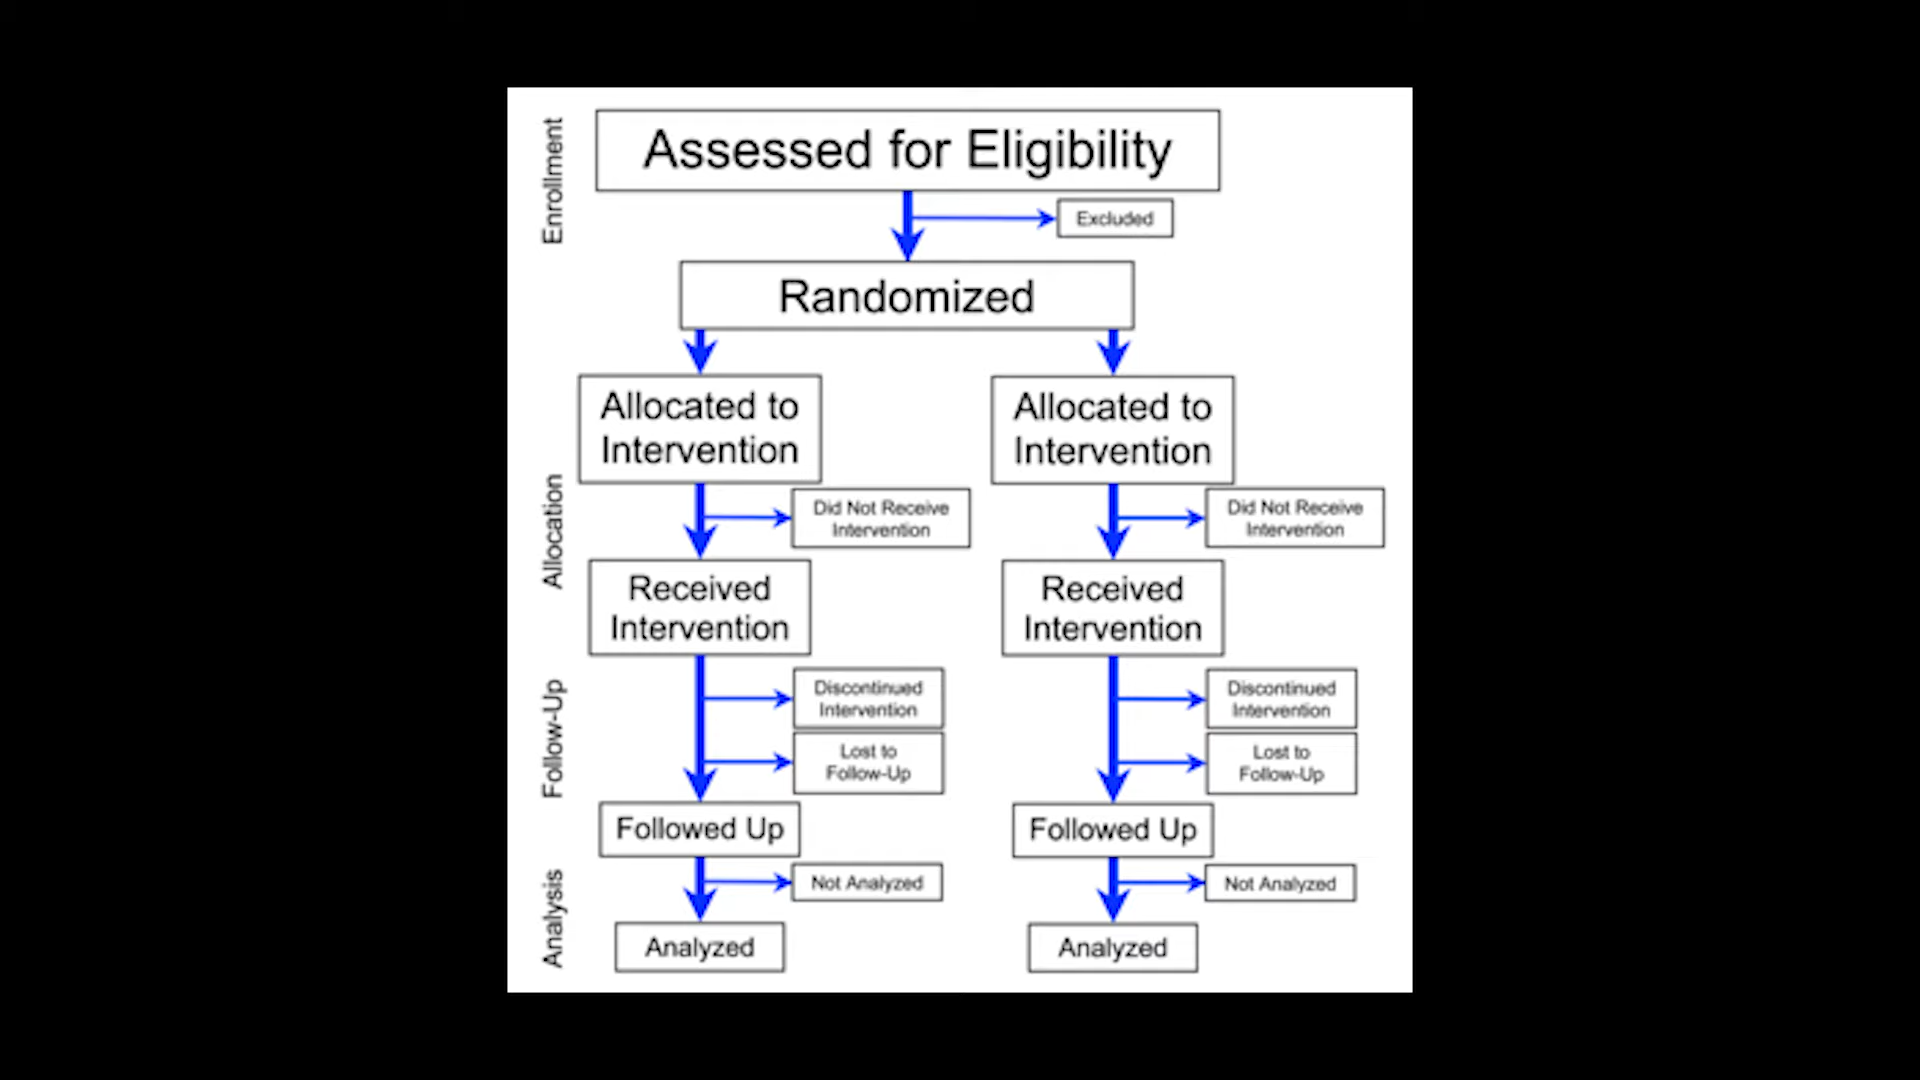 Enrollment
Assessed for Eligibility
Excluded
Randomized
Allocated to
Intervention
Allocated to
Intervention
Allocation
Did Not Receive
Intervention
Did Not Receive
Intervention
Received
Intervention
Received
Intervention
Follow-Up
Discontinued
Intervention
Discontinued
Intervention
Lost to
Follow-Up
Lost to
Follow-Up
Followed Up
Followed Up
Analysis
Not Analyzed
Not Analyzed
Analyzed
Analyzed